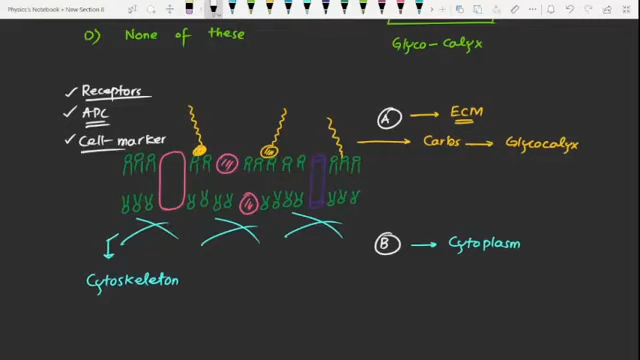 Physics's Notebook » New Section 8
D) None of these
Glyco-calyx
✓ Receptors
✓ APC
✓ Cell-marker
A → ECM
Carbs → Glycocalyx
B → Cytoplasm
Cytoskeleton